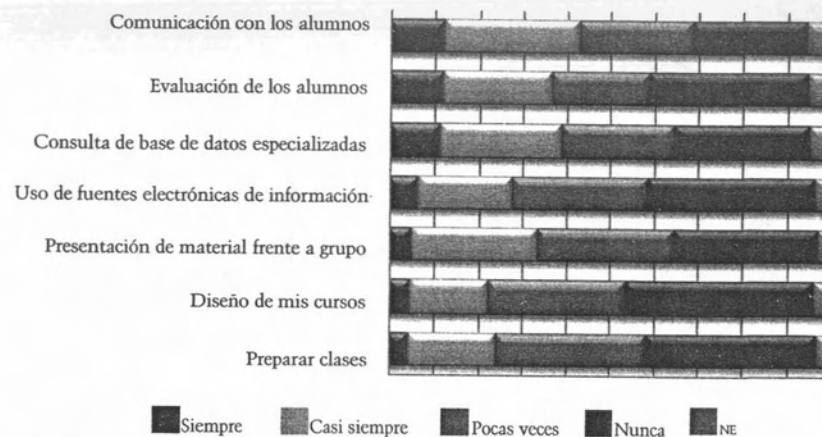 Comunicación con los alumnos
Evaluación de los alumnos
Consulta de base de datos especializadas
Uso de fuentes electrónicas de información
Presentación de material frente a grupo
Diseño de mis cursos
Preparar clases
Siempre Casi siempre Pocas veces Nunca NE